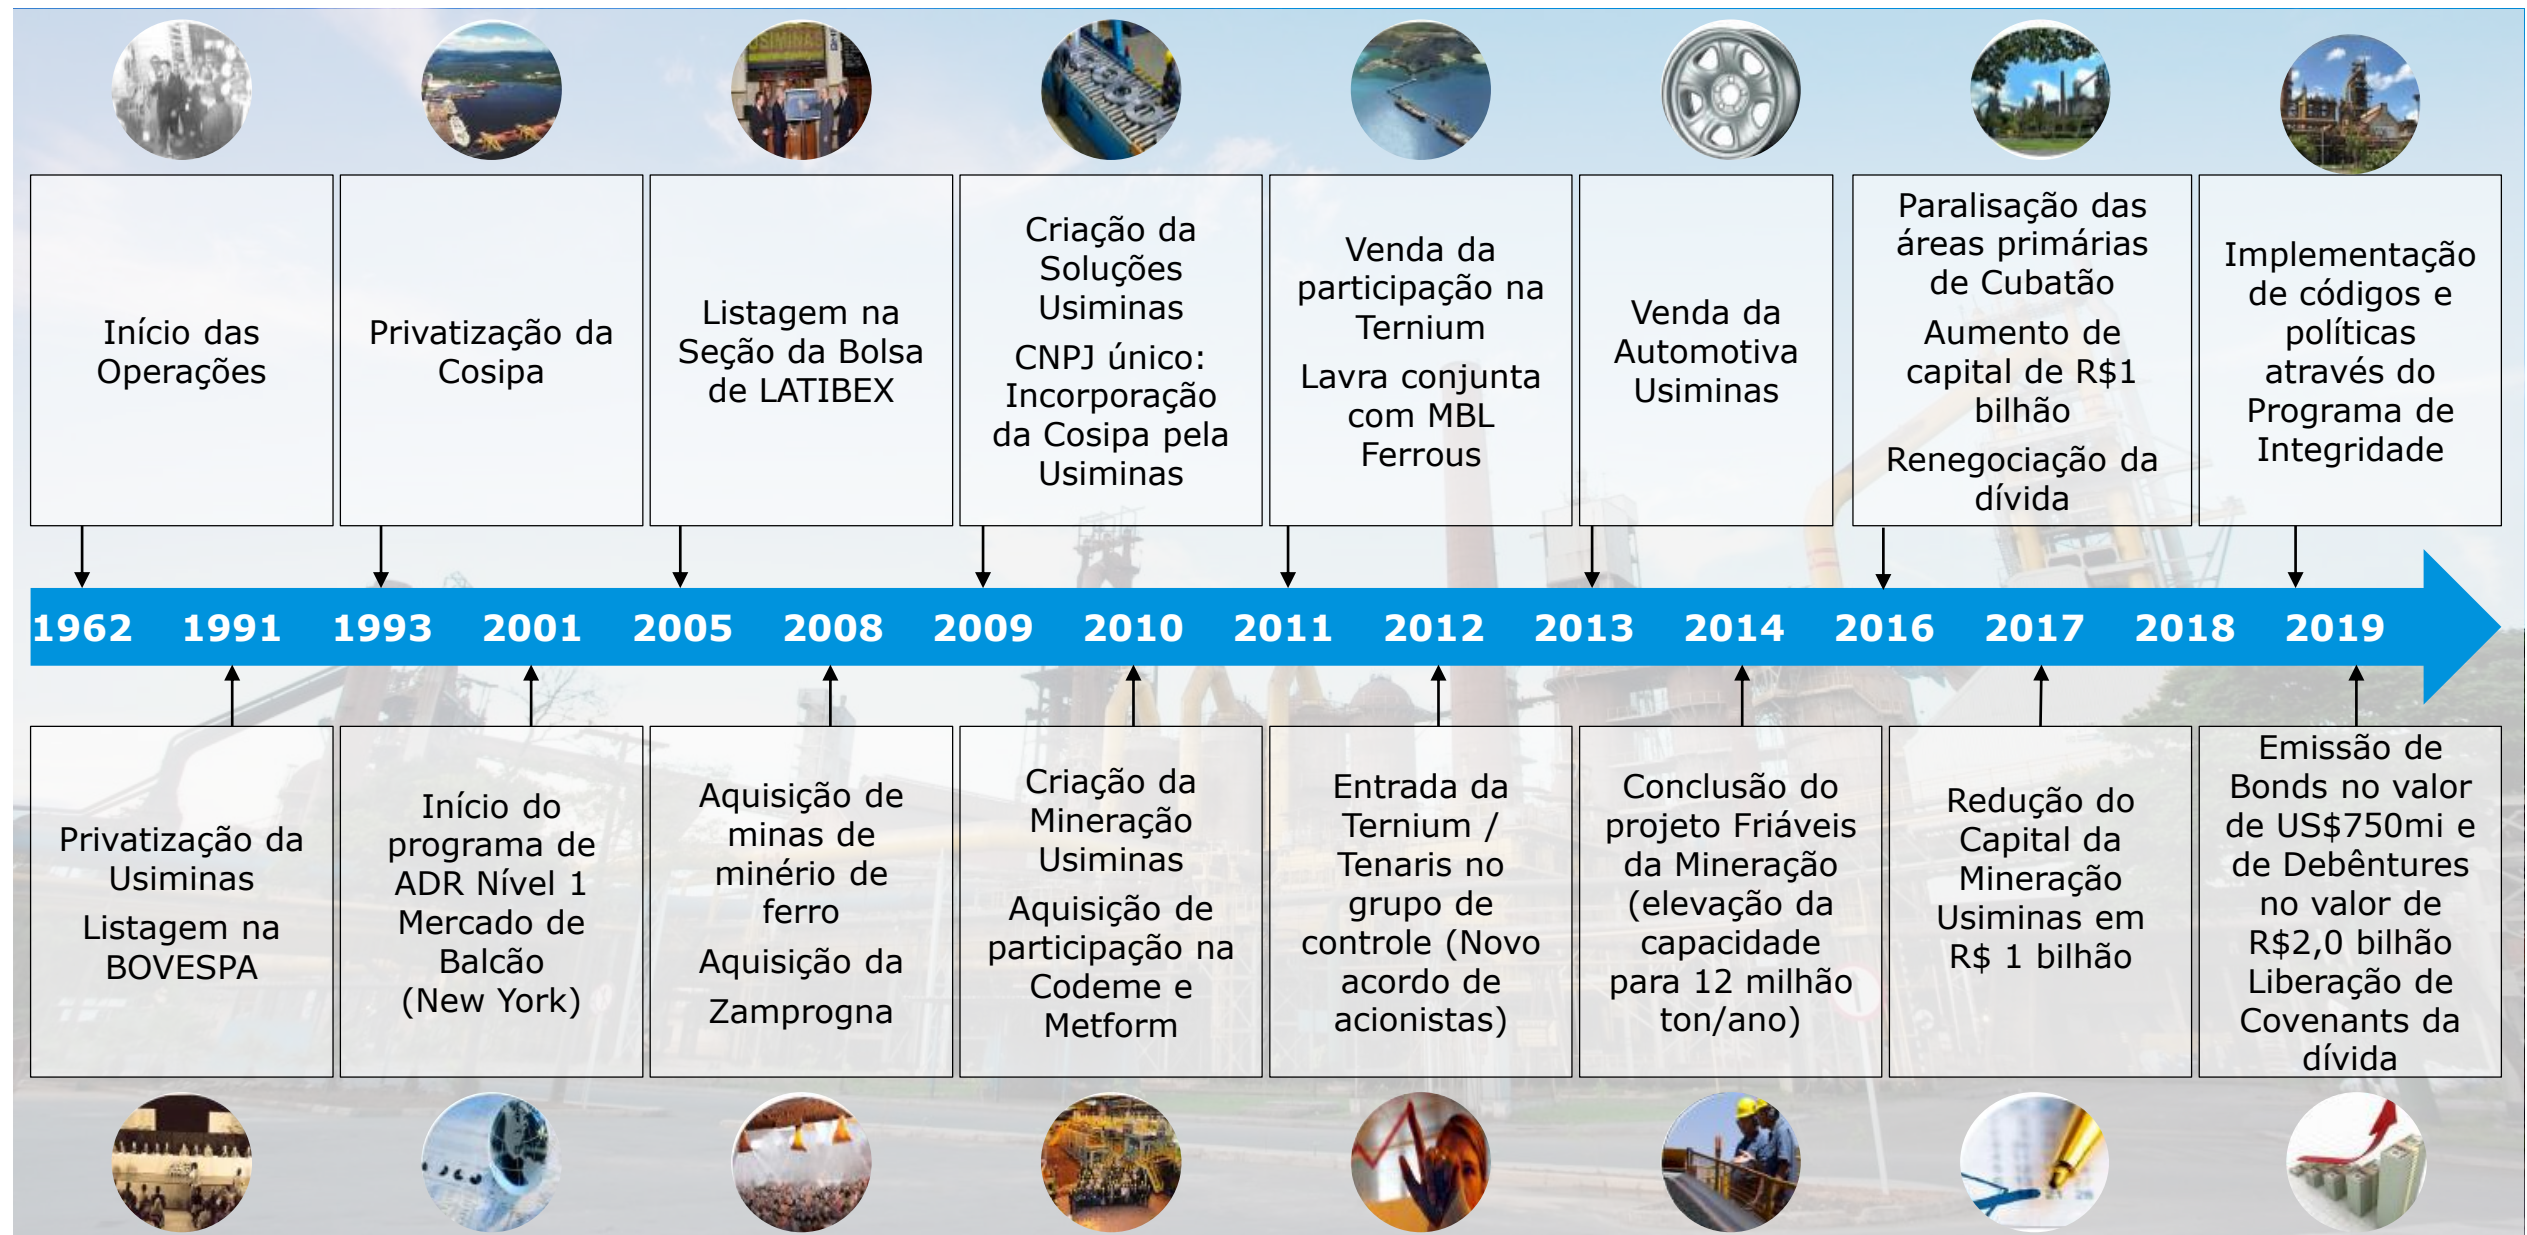 Início das
Operações
Privatização da
Cosipa
Listagem na
Seção da Bolsa
de LATIBEX
Criação da
Soluções
Usiminas
CNPJ único:
Incorporação
da Cosipa pela
Usiminas
Venda da
participação na
Ternium
Lavra conjunta
com MBL
Ferrous
Venda da
Automotiva
Usiminas
Paralisação das
áreas primárias
de Cubatão
Aumento de
capital de R$1
bilhão
Renegociação da
dívida
Implementação
de códigos e
políticas
através do
Programa de
Integridade
1962 1991 1993 2001 2005 2008 2009 2010 2011 2012 2013 2014 2016 2017 2018 2019
Privatização da
Usiminas
Listagem na
BOVESPA
Início do
programa de
ADR Nível 1
Mercado de
Balcão
(New York)
Aquisição de
minas de
minério de
ferro
Aquisição da
Zamprogna
Criação da
Mineração
Usiminas
Aquisição de
participação na
Codeme e
Metform
Entrada da
Ternium /
Tenaris no
grupo de
controle (Novo
acordo de
acionistas)
Conclusão do
projeto Friáveis
da Mineração
(elevação da
capacidade
para 12 milhão
ton/ano)
Redução do
Capital da
Mineração
Usiminas em
R$ 1 bilhão
Emissão de
Bonds no valor
de US$750mi e
de Debêntures
no valor de
R$2,0 bilhão
Liberação de
Covenants da
dívida